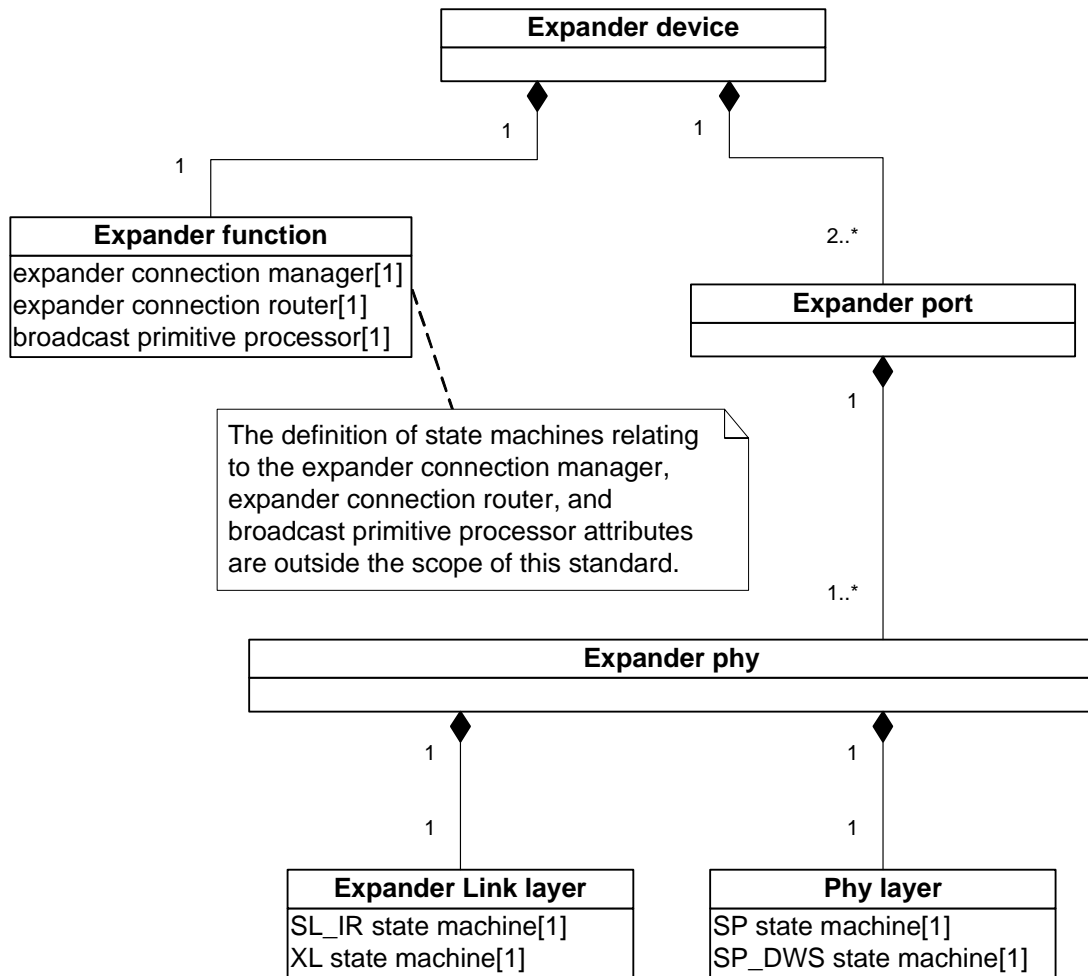 Expander device
1
1
1
Expander function
expander connection manager[1]
expander connection router[1]
broadcast primitive processor[1]
2..*
Expander port
1
The definition of state machines relating
to the expander connection manager,
expander connection router, and
broadcast primitive processor attributes
are outside the scope of this standard.
1..*
Expander phy
1
1
1
1
Expander Link layer
SL_IR state machine[1]
XL state machine[1]
Phy layer
SP state machine[1]
SP_DWS state machine[1]